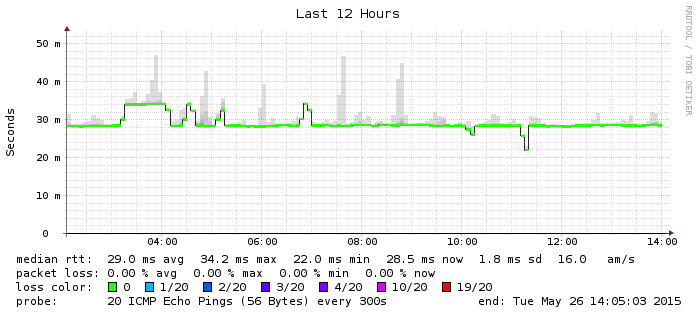 Last 12 Hours
RRDTOOL / TOBI OETIKER
Seconds
50 m
40 m
30 m
20 m
10 m
0
04:00 06:00 08:00 10:00 12:00 14:00
median rtt: 29.0 ms avg 34.2 ms max 22.0 ms min 28.5 ms now 1.8 ms sd 16.0 am/s
packet loss: 0.00 % avg 0.00 % max 0.00 % min 0.00 % now
loss color: 0 1/20 2/20 3/20 4/20 10/20 19/20
probe: 20 ICMP Echo Pings (56 Bytes) every 300s end: Tue May 26 14:05:03 2015